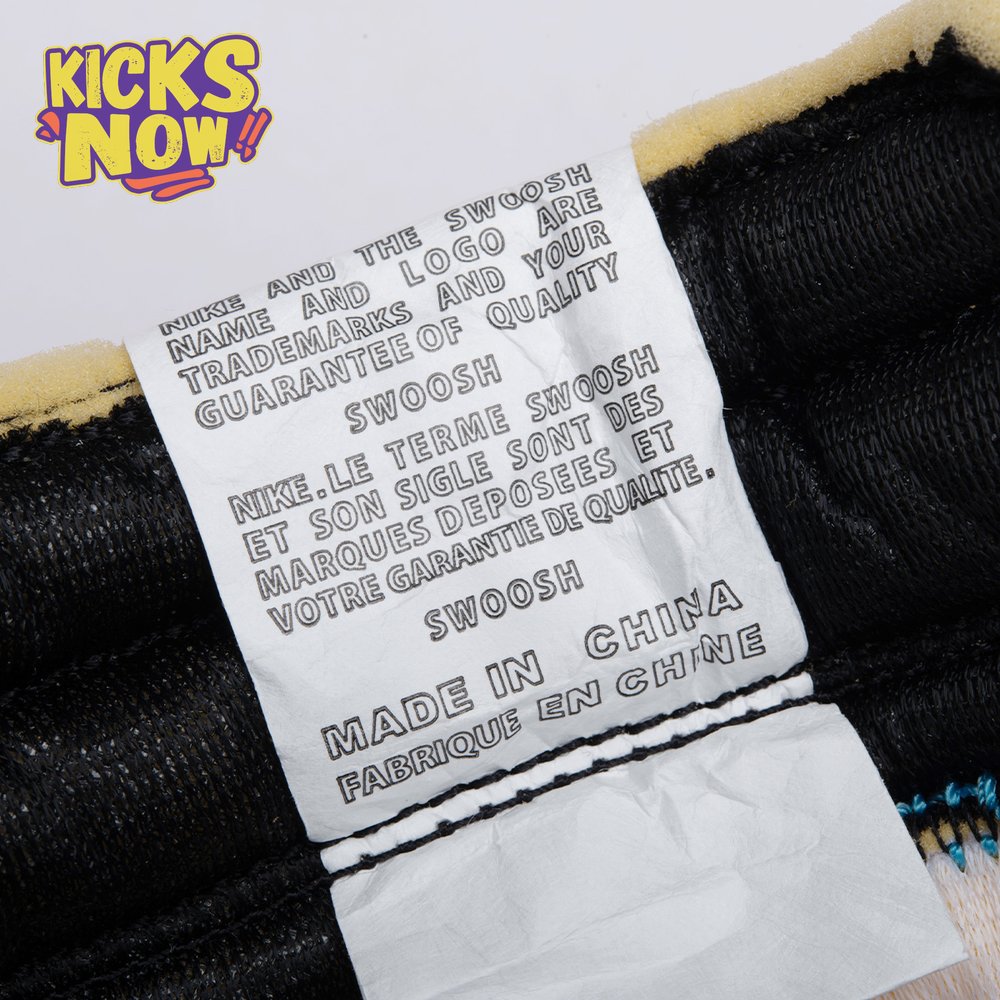 KICKS
NOW!!
NIKE AND THE SWOOSH
NAME AND LOGO ARE
TRADEMARKS AND YOUR
GUARANTEE OF QUALITY
SWOOSH
NIKE.LE TERME SWOOSH
ET SON SIGLE SONT DES
MARQUES DEPOSEES ET
VOTRE GARANTIE DE QUALITE.
SWOOSH
MADE IN CHINA
FABRIQUE EN CHINE